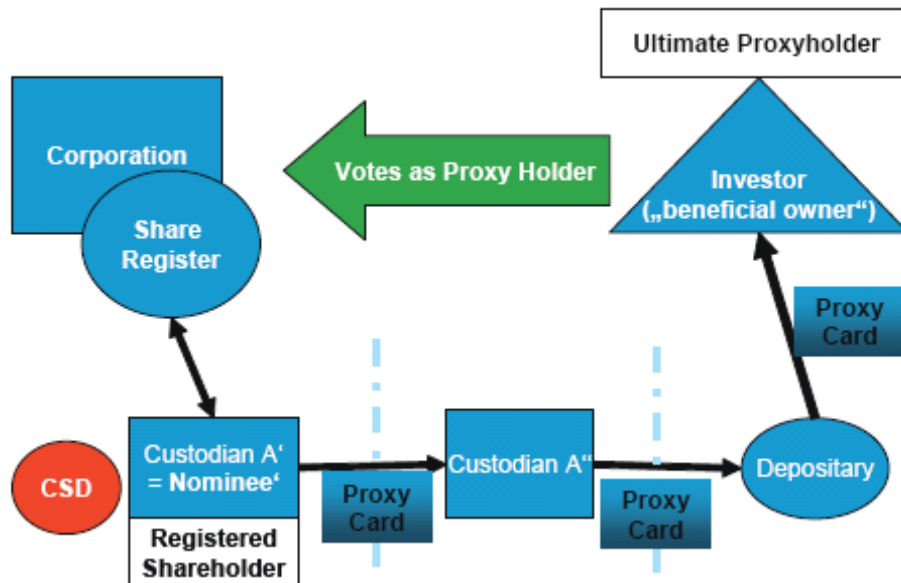 Ultimate Proxyholder
Corporation
Votes as Proxy Holder
Investor
(„beneficial owner“)
Share
Register
Proxy
Card
CSD
Custodian A‘
= Nominee‘
Registered
Shareholder
Proxy
Card
Custodian A“
Proxy
Card
Depositary